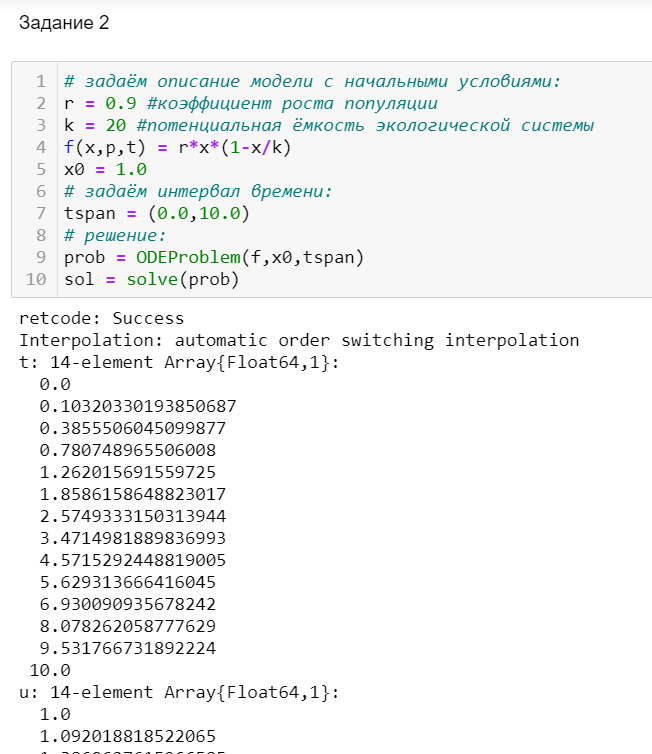 Задание 2
1 # задаём описание модели с начальными условиями:
2 r = 0.9 #коэффициент роста популяции
3 k = 20 #потенциальная ёмкость экологической системы
4 f(x,p,t) = r*x*(1-x/k)
5 x0 = 1.0
6 # задаём интервал времени:
7 tspan = (0.0,10.0)
8 # решение:
9 prob = ODEProblem(f,x0,tspan)
10 sol = solve(prob)
retcode: Success
Interpolation: automatic order switching interpolation
t: 14-element Array{Float64,1}:
0.0
0.10320330193850687
0.3855506045099877
0.780748965506008
1.262015691559725
1.8586158648823017
2.5749333150313944
3.4714981889836993
4.5715292448819005
5.629313666416045
6.930090935678242
8.078262058777629
9.531766731892224
10.0
u: 14-element Array{Float64,1}:
1.0
1.092018818522065